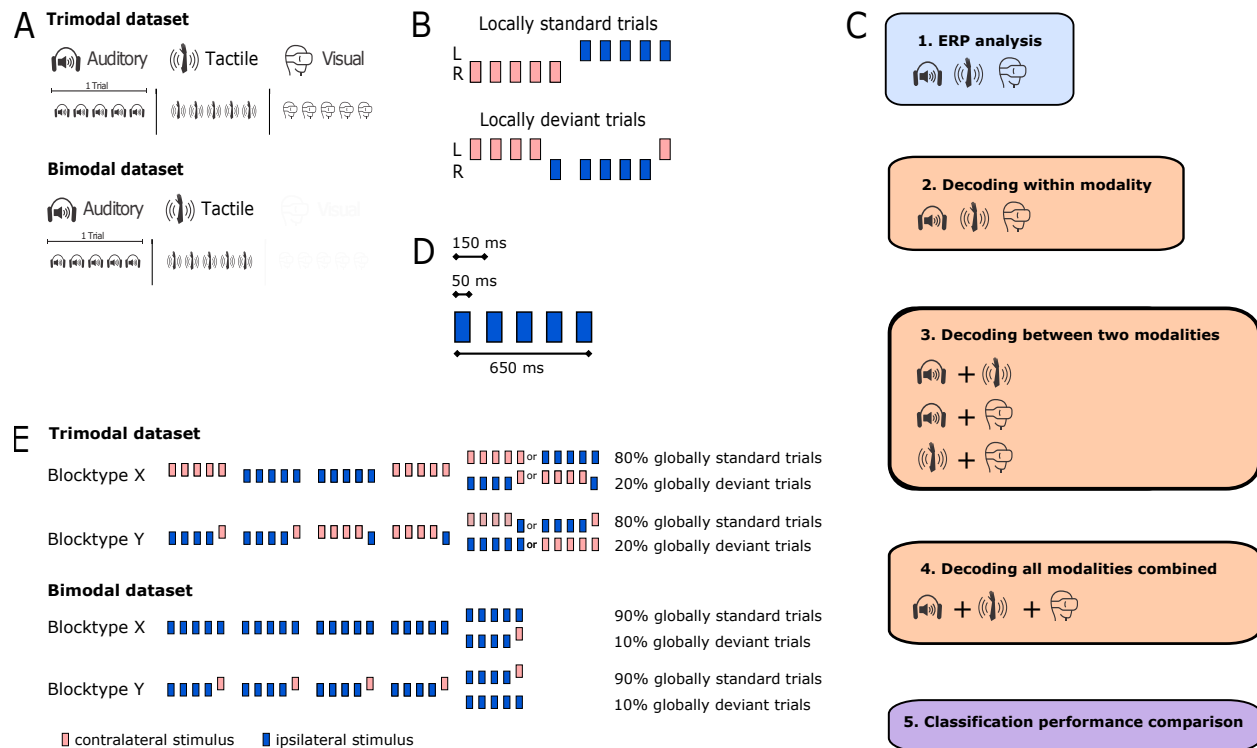 A
Trimodal dataset
Auditory
Tactile
Visual
1 Trial
Bimodal dataset
Auditory
Tactile
Visual
1 Trial
B
Locally standard trials
L
R
Locally deviant trials
L
R
D
150 ms
50 ms
650 ms
C
1. ERP analysis
2. Decoding within modality
3. Decoding between two modalities
+
+
+
4. Decoding all modalities combined
+ +
5. Classification performance comparison
E
Trimodal dataset
Blocktype X
or
80% globally standard trials
or
20% globally deviant trials
Blocktype Y
or
80% globally standard trials
or
20% globally deviant trials
Bimodal dataset
Blocktype X
90% globally standard trials
10% globally deviant trials
Blocktype Y
90% globally standard trials
10% globally deviant trials
contralateral stimulus
ipsilateral stimulus